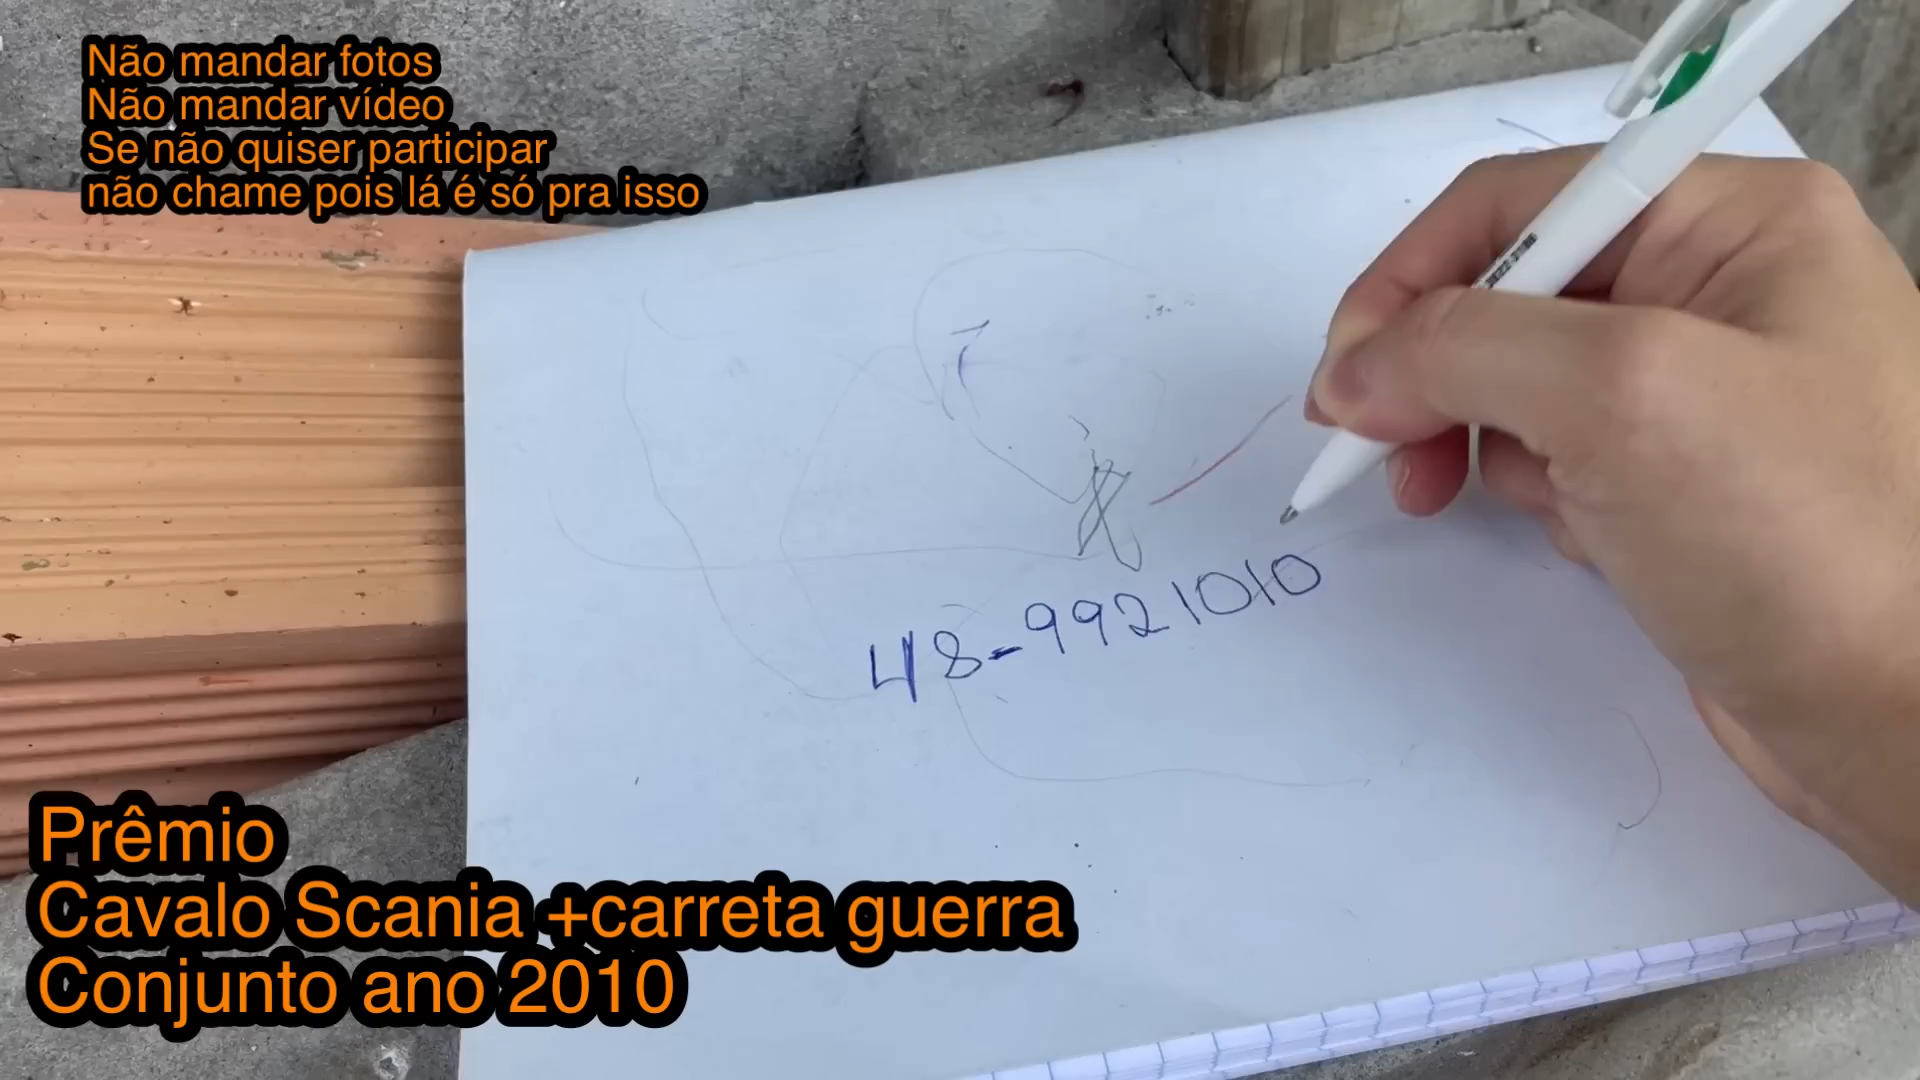 Não mandar fotos
Não mandar vídeo
Se não quiser participar
não chame pois lá é só pra isso
48-9921010
Prêmio
Cavalo Scania +carreta guerra
Conjunto ano 2010